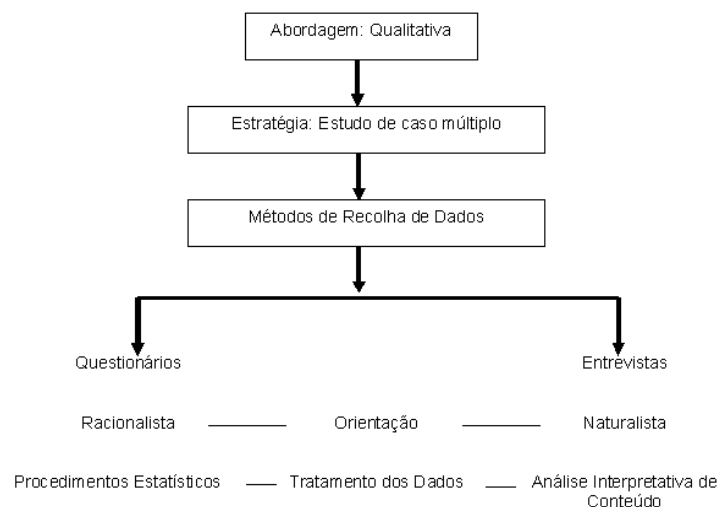 Abordagem: Qualitativa
Estratégia: Estudo de caso múltiplo
Métodos de Recolha de Dados
Questionários Entrevistas
Racionalista Orientação Naturalista
Procedimentos Estatísticos Tratamento dos Dados Análise Interpretativa de
Conteúdo